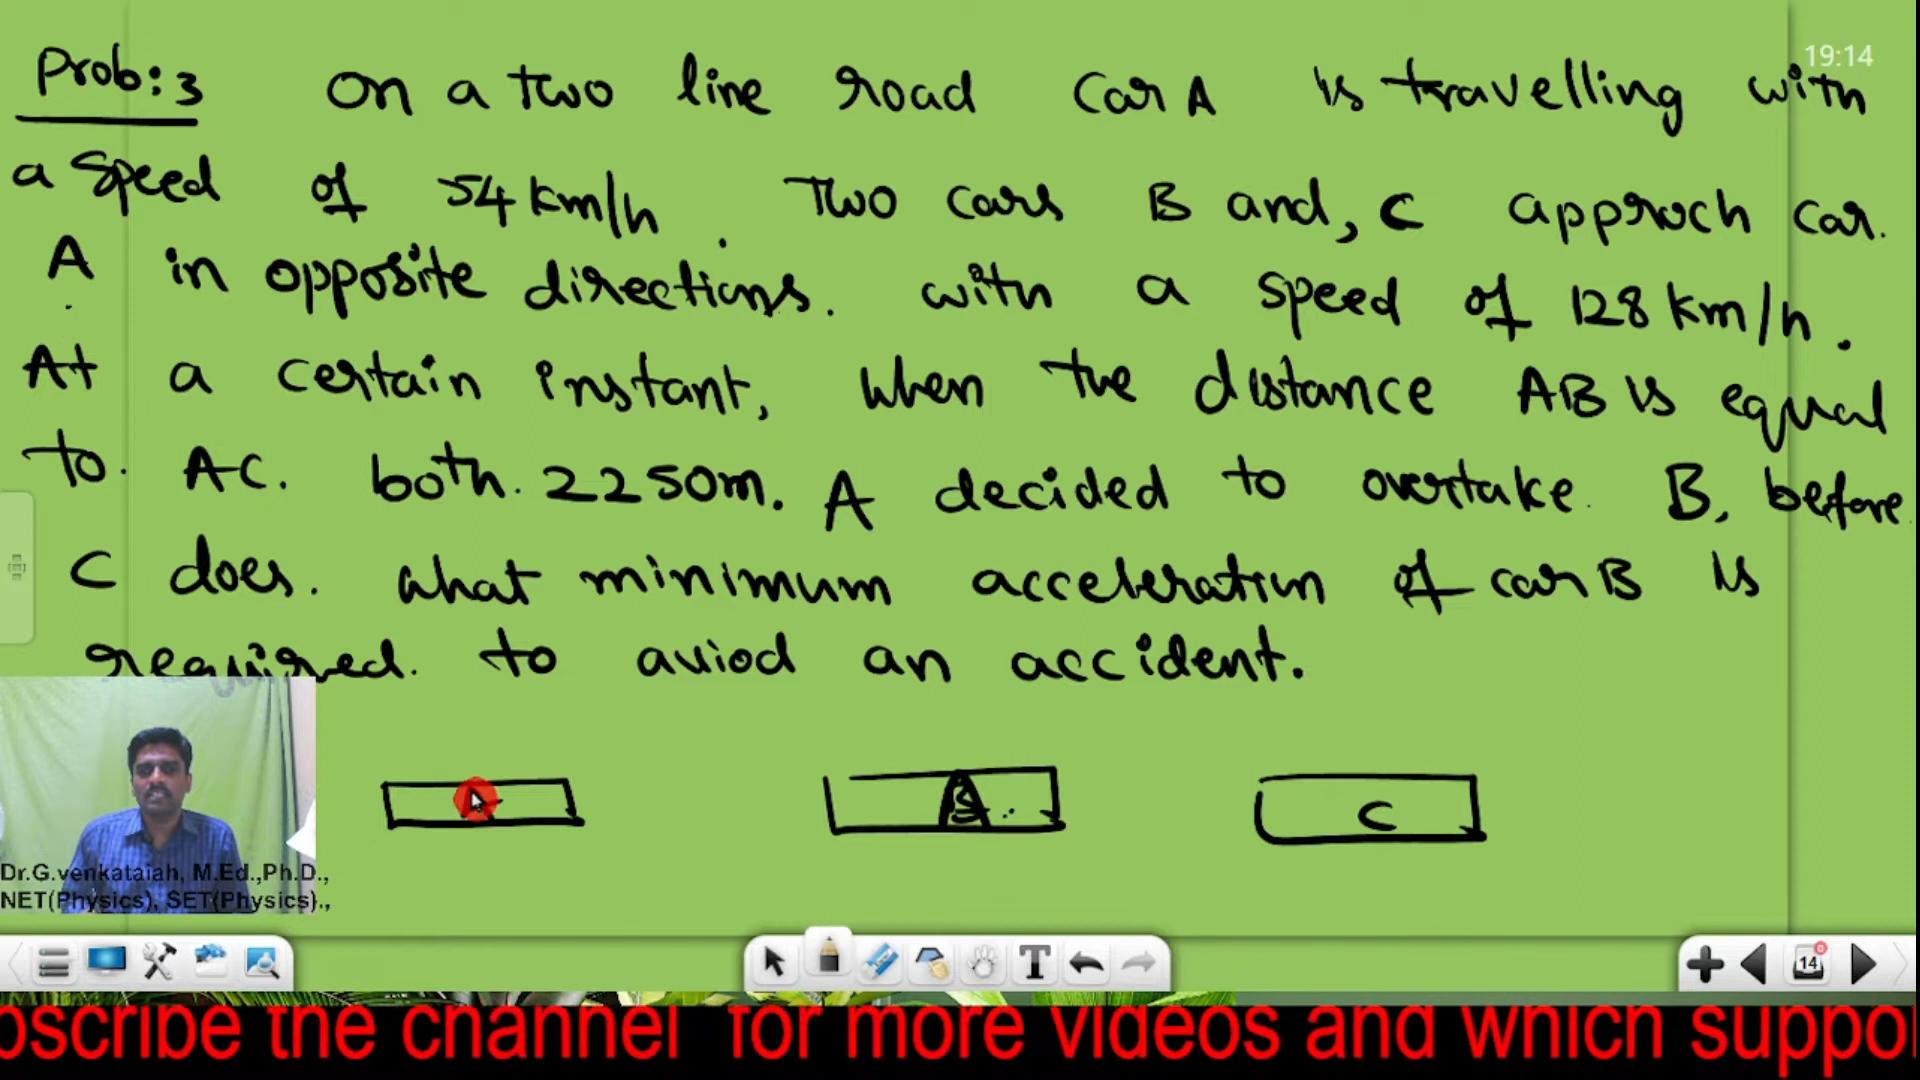 19:14
Prob:3 on a two line road car A is travelling with
a speed of 54 km/h. Two cars B and, C approch car.
A in opposite directions. with a speed of 128 km/h.
At a certain instant, when the distance AB is equal
to. AC. both. 2250m. A decided to overtake. B, before
C does. What minimum acceleration of car B is
required. to aviod an accident.
B C
Dr.G.venkataiah, M.Ed.,Ph.D.,
NET(Physics), SET(Physics).,
T 14 0
bscribe the channel for more videos and which suppo